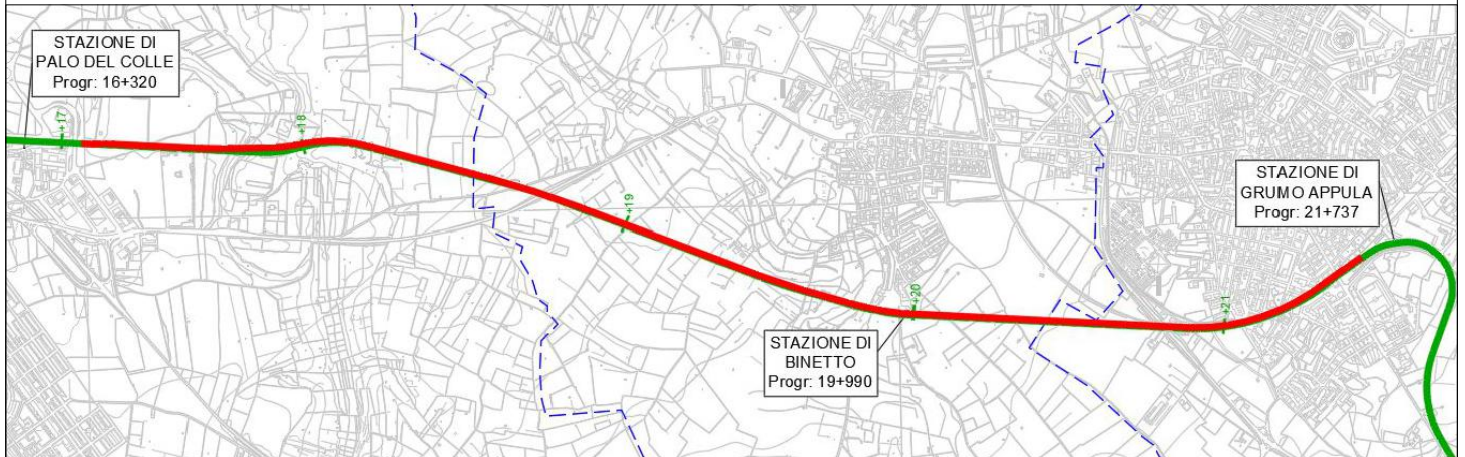 STAZIONE DI
PALO DEL COLLE
Progr: 16+320
+17
+18
+19
+20
+21
STAZIONE DI
BINETTO
Progr: 19+990
STAZIONE DI
GRUMO APPULA
Progr: 21+737